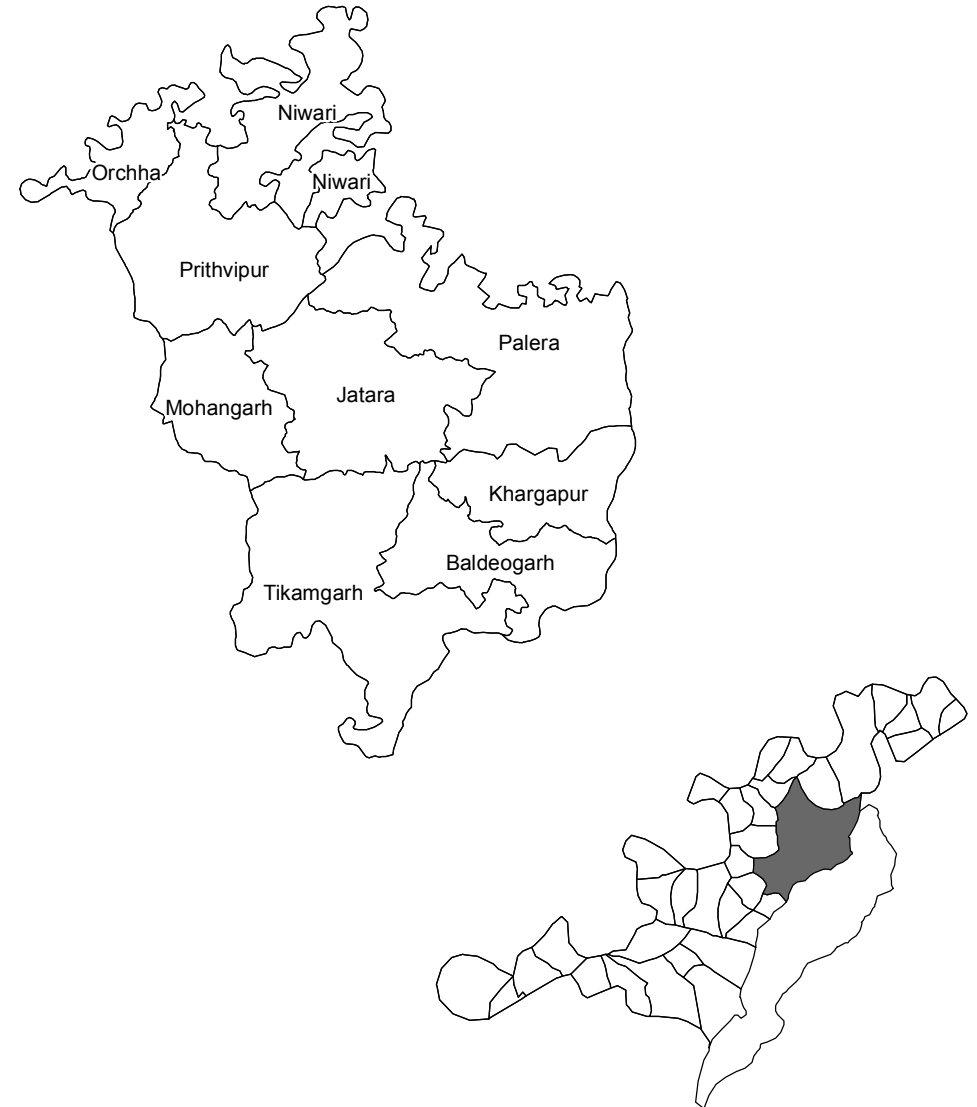 Niwari
Orchha
Niwari
Prithvipur
Palera
Jatara
Mohangarh
Khargapur
Baldeogarh
Tikamgarh